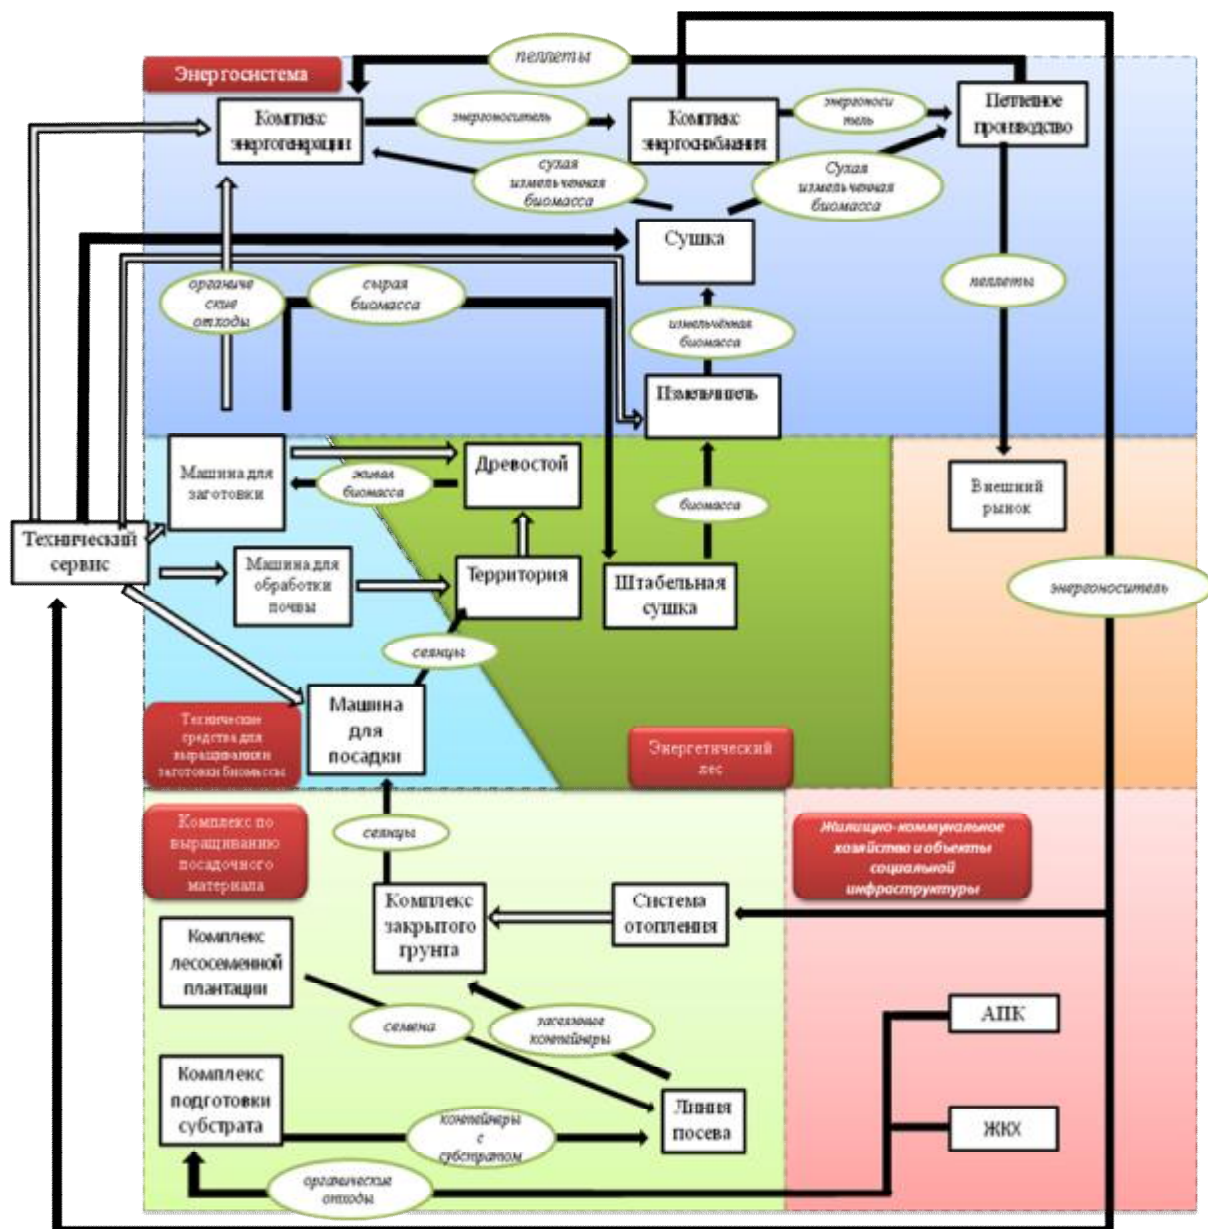 пеллеты
Энергосистема
Комплекс
энергогенерации
энергоноситель
Комплекс
энергоснабжения
энергоноси
тель
Пеллетное
производство
сухая
измельченная
биомасса
Сухая
измельченная
биомасса
Сушка
органиче
ские
отходы
сырая
биомасса
пеллеты
измельчённая
биомасса
Измельчитель
Машина для
заготовки
живая
биомасса
Древостой
биомасса
Внешний
рынок
Технический
сервис
Машина для
обработки
почвы
Территория
Штабельная
сушка
энергоноситель
сеянцы
Машина
для
посадки
Технические
средства для
выращивания и
заготовки биомассы
Энергетический
лес
Комплекс по
выращиванию
посадочного
материала
сеянцы
Жилищно-коммунальное
хозяйство и объекты
социальной
инфраструктуры
Комплекс
закрытого
грунта
Система
отопления
Комплекс
лесосеменной
плантации
семена
засеянные
контейнеры
АПК
Комплекс
подготовки
субстрата
контейнеры
с
субстратом
Линия
посева
ЖКХ
органические
отходы